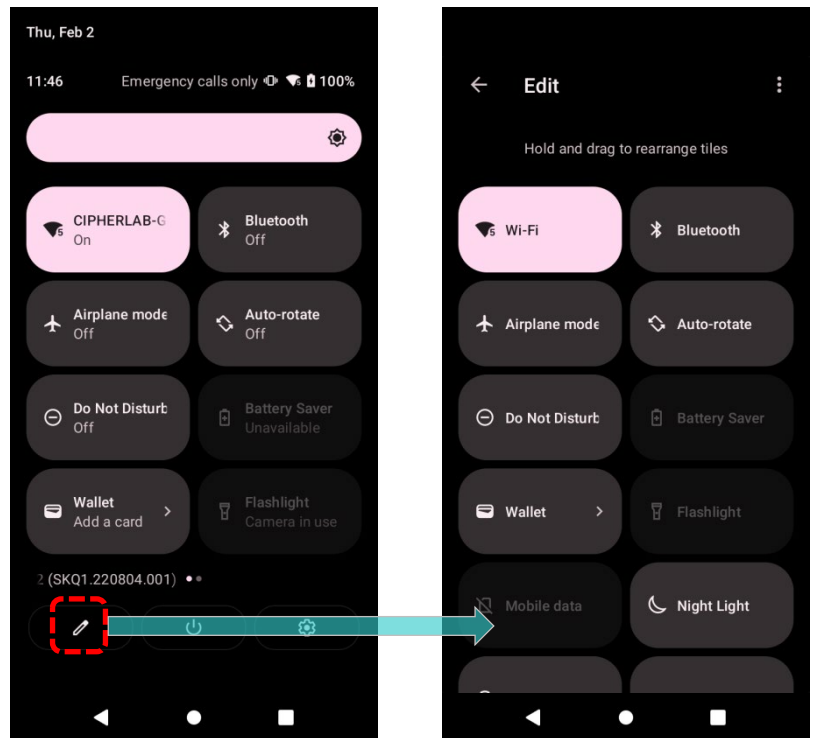 Thu, Feb 2
11:46 Emergency calls only 5 100%
CIPHERLAB-G
On
Bluetooth
Off
Airplane mode
Off
Auto-rotate
Off
Do Not Disturb
Off
Battery Saver
Unavailable
Wallet
Add a card
Flashlight
Camera in use
2 (SKQ1.220804.001)
Edit
Hold and drag to rearrange tiles
5 Wi-Fi
Bluetooth
Airplane mode
Auto-rotate
Do Not Disturb
Battery Saver
Wallet
Flashlight
Mobile data
Night Light